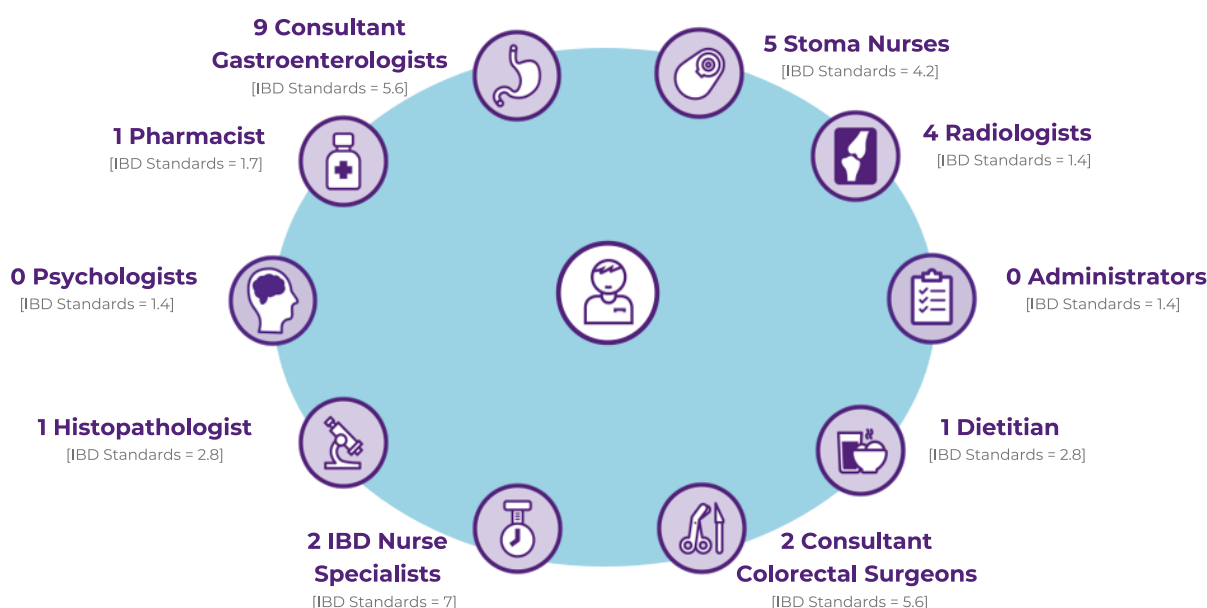 9 Consultant
Gastroenterologists
[IBD Standards = 5.6]
5 Stoma Nurses
[IBD Standards = 4.2]
1 Pharmacist
[IBD Standards = 1.7]
4 Radiologists
[IBD Standards = 1.4]
0 Psychologists
[IBD Standards = 1.4]
0 Administrators
[IBD Standards = 1.4]
1 Histopathologist
[IBD Standards = 2.8]
1 Dietitian
[IBD Standards = 2.8]
2 IBD Nurse
Specialists
[IBD Standards = 7]
2 Consultant
Colorectal Surgeons
[IBD Standards = 5.6]